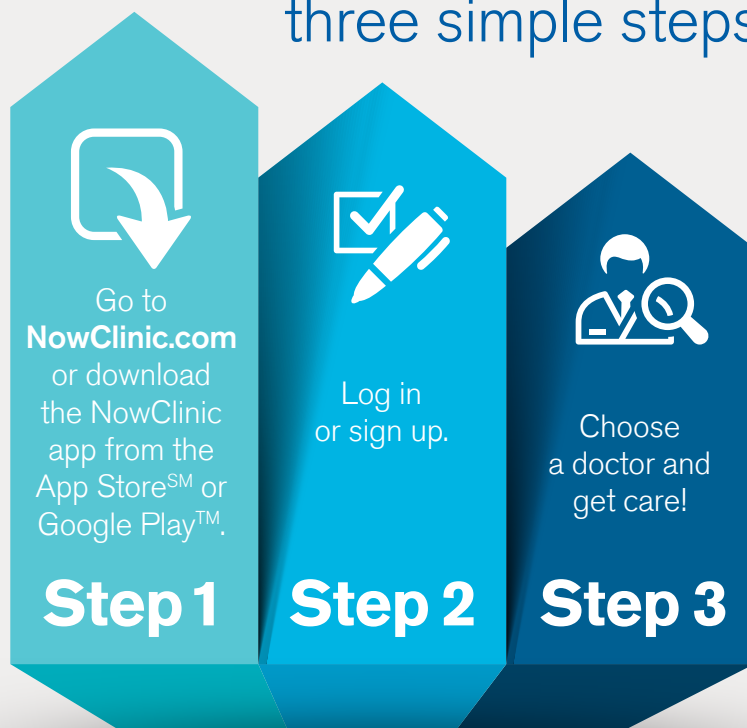 three simple steps
Go to
NowClinic.com
or download
the NowClinic
app from the
App Store℠ or
Google Play™.
Step 1
Log in
or sign up.
Step 2
Choose
a doctor and
get care!
Step 3